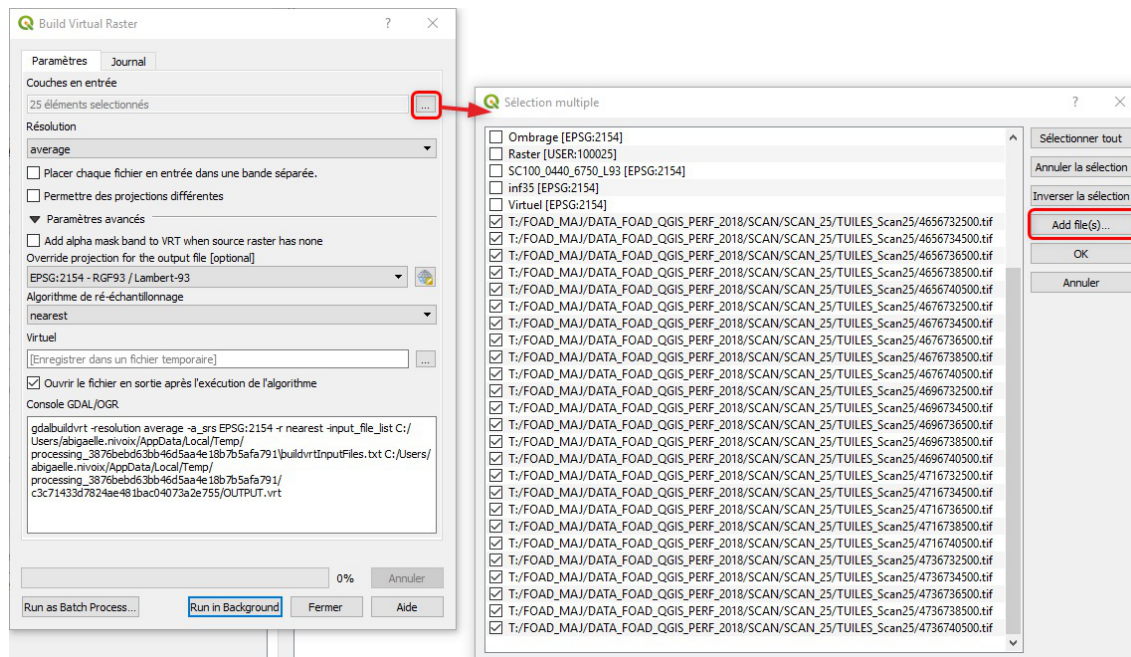 Build Virtual Raster
Paramètres
Journal
Couches en entrée
25 éléments selectionnés
...
Résolution
average
Placer chaque fichier en entrée dans une bande séparée.
Permettre des projections différentes
Paramètres avancés
Add alpha mask band to VRT when source raster has none
Override projection for the output file [optional]
EPSG:2154 - RGF93 / Lambert-93
Algorithme de ré-échantillonnage
nearest
Virtuel
[Enregistrer dans un fichier temporaire]
...
Ouvrir le fichier en sortie après l'exécution de l'algorithme
Console GDAL/OGR
gdalbuildvrt -resolution average -a_srs EPSG:2154 -r nearest -input_file_list C:/
Users/abigaelle.nivoix/AppData/Local/Temp/
processing_3876bebd63bb46d5aa4e18b7b5afa791\buildvrtInputFiles.txt C:/Users/
abigaelle.nivoix/AppData/Local/Temp/
processing_3876bebd63bb46d5aa4e18b7b5afa791/
c3c71433d7824ae481bac04073a2e755/OUTPUT.vrt
0%
Annuler
Run as Batch Process...
Run in Background
Fermer
Aide
Sélection multiple
Ombrage [EPSG:2154]
Raster [USER:100025]
SC100_0440_6750_L93 [EPSG:2154]
inf35 [EPSG:2154]
Virtuel [EPSG:2154]
T:/FOAD_MAJ/DATA_FOAD_QGIS_PERF_2018/SCAN/SCAN_25/TUILES_Scan25/4656732500.tif
T:/FOAD_MAJ/DATA_FOAD_QGIS_PERF_2018/SCAN/SCAN_25/TUILES_Scan25/4656734500.tif
T:/FOAD_MAJ/DATA_FOAD_QGIS_PERF_2018/SCAN/SCAN_25/TUILES_Scan25/4656736500.tif
T:/FOAD_MAJ/DATA_FOAD_QGIS_PERF_2018/SCAN/SCAN_25/TUILES_Scan25/4656738500.tif
T:/FOAD_MAJ/DATA_FOAD_QGIS_PERF_2018/SCAN/SCAN_25/TUILES_Scan25/4656740500.tif
T:/FOAD_MAJ/DATA_FOAD_QGIS_PERF_2018/SCAN/SCAN_25/TUILES_Scan25/4676732500.tif
T:/FOAD_MAJ/DATA_FOAD_QGIS_PERF_2018/SCAN/SCAN_25/TUILES_Scan25/4676734500.tif
T:/FOAD_MAJ/DATA_FOAD_QGIS_PERF_2018/SCAN/SCAN_25/TUILES_Scan25/4676736500.tif
T:/FOAD_MAJ/DATA_FOAD_QGIS_PERF_2018/SCAN/SCAN_25/TUILES_Scan25/4676738500.tif
T:/FOAD_MAJ/DATA_FOAD_QGIS_PERF_2018/SCAN/SCAN_25/TUILES_Scan25/4676740500.tif
T:/FOAD_MAJ/DATA_FOAD_QGIS_PERF_2018/SCAN/SCAN_25/TUILES_Scan25/4696732500.tif
T:/FOAD_MAJ/DATA_FOAD_QGIS_PERF_2018/SCAN/SCAN_25/TUILES_Scan25/4696734500.tif
T:/FOAD_MAJ/DATA_FOAD_QGIS_PERF_2018/SCAN/SCAN_25/TUILES_Scan25/4696736500.tif
T:/FOAD_MAJ/DATA_FOAD_QGIS_PERF_2018/SCAN/SCAN_25/TUILES_Scan25/4696738500.tif
T:/FOAD_MAJ/DATA_FOAD_QGIS_PERF_2018/SCAN/SCAN_25/TUILES_Scan25/4696740500.tif
T:/FOAD_MAJ/DATA_FOAD_QGIS_PERF_2018/SCAN/SCAN_25/TUILES_Scan25/4716732500.tif
T:/FOAD_MAJ/DATA_FOAD_QGIS_PERF_2018/SCAN/SCAN_25/TUILES_Scan25/4716734500.tif
T:/FOAD_MAJ/DATA_FOAD_QGIS_PERF_2018/SCAN/SCAN_25/TUILES_Scan25/4716736500.tif
T:/FOAD_MAJ/DATA_FOAD_QGIS_PERF_2018/SCAN/SCAN_25/TUILES_Scan25/4716738500.tif
T:/FOAD_MAJ/DATA_FOAD_QGIS_PERF_2018/SCAN/SCAN_25/TUILES_Scan25/4716740500.tif
T:/FOAD_MAJ/DATA_FOAD_QGIS_PERF_2018/SCAN/SCAN_25/TUILES_Scan25/4736732500.tif
T:/FOAD_MAJ/DATA_FOAD_QGIS_PERF_2018/SCAN/SCAN_25/TUILES_Scan25/4736734500.tif
T:/FOAD_MAJ/DATA_FOAD_QGIS_PERF_2018/SCAN/SCAN_25/TUILES_Scan25/4736736500.tif
T:/FOAD_MAJ/DATA_FOAD_QGIS_PERF_2018/SCAN/SCAN_25/TUILES_Scan25/4736738500.tif
T:/FOAD_MAJ/DATA_FOAD_QGIS_PERF_2018/SCAN/SCAN_25/TUILES_Scan25/4736740500.tif
Sélectionner tout
Annuler la sélection
Inverser la sélection
Add file(s)...
OK
Annuler